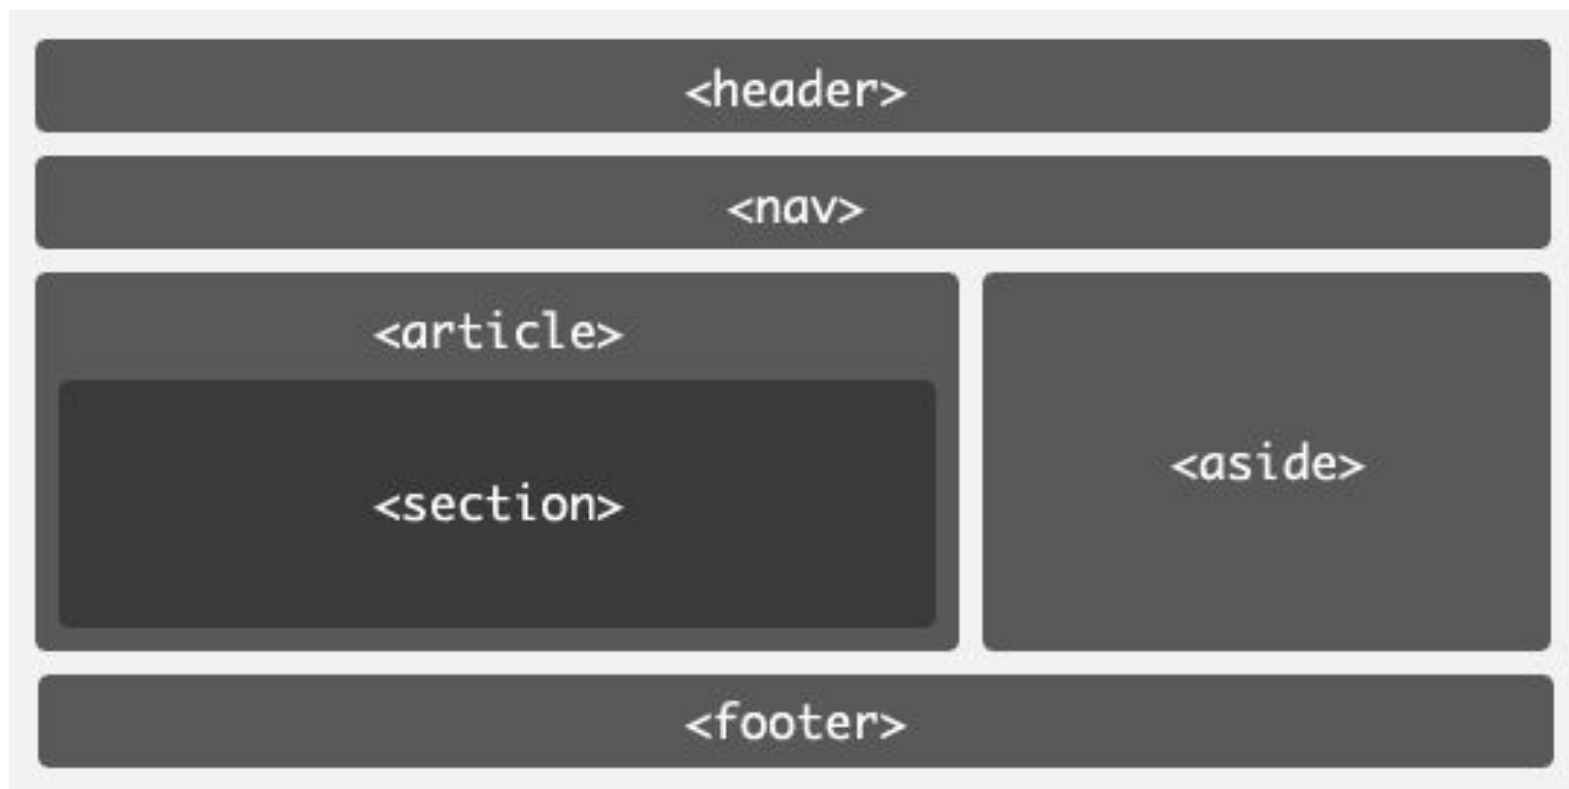 <header>
<nav>
<article>
<section>
<aside>
<footer>